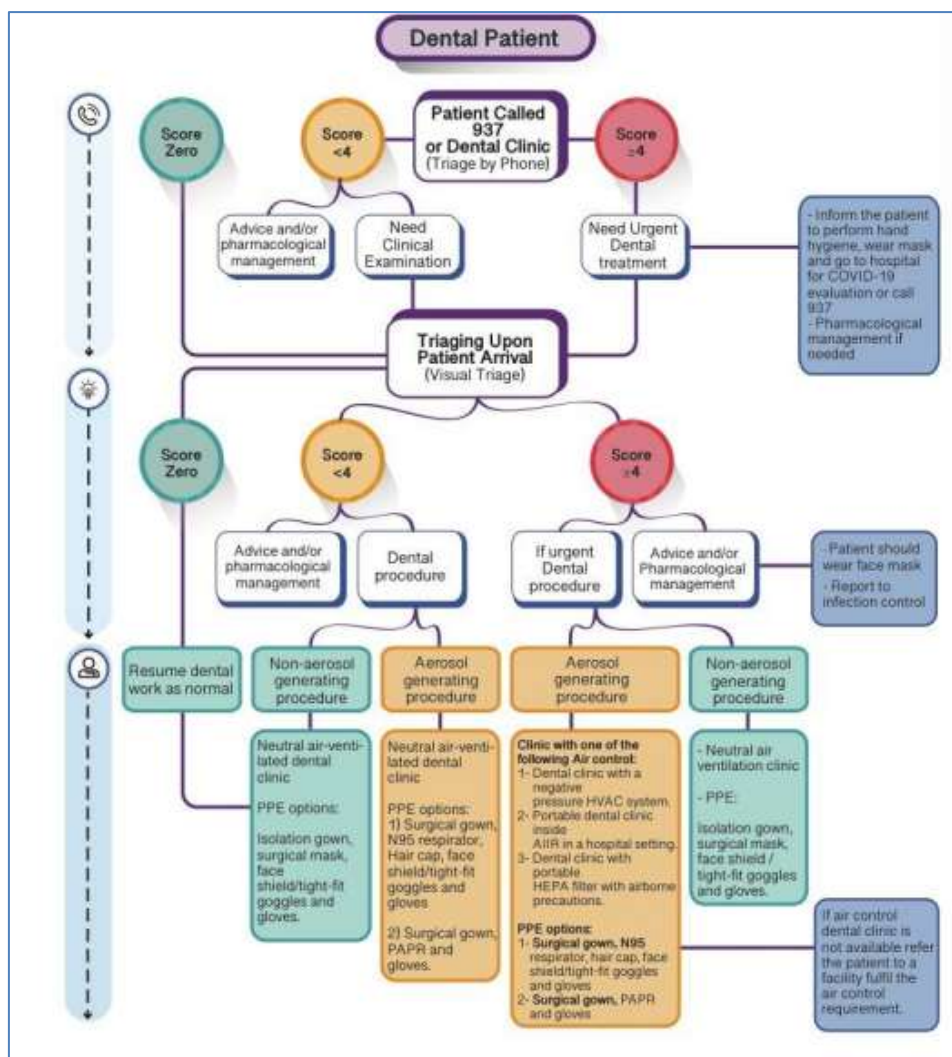 Dental Patient
Patient Called
937
or Dental Clinic
(Triage by Phone)
Score
Zero
Score
<4
Score
≥4
Advice and/or
pharmacological
management
Need
Clinical
Examination
Need Urgent
Dental
treatment
- Inform the patient
to perform hand
hygiene, wear mask
and go to hospital
for COVID-19
evaluation or call
937
- Pharmacological
management if
needed
Triaging Upon
Patient Arrival
(Visual Triage)
Score
Zero
Score
<4
Score
≥4
Advice and/or
pharmacological
management
Dental
procedure
If urgent
Dental
procedure
Advice and/or
Pharmacological
management
- Patient should
wear face mask
- Report to
infection control
Resume dental
work as normal
Non-aerosol
generating
procedure
Aerosol
generating
procedure
Aerosol
generating
procedure
Non-aerosol
generating
procedure
Neutral air-venti-
lated dental
clinic
PPE options:
Isolation gown,
surgical mask,
face
shield/tight-fit
goggles and
gloves.
Neutral air-venti-
lated dental
clinic
PPE options:
1) Surgical gown,
N95 respirator,
Hair cap, face
shield/tight-fit
goggles and
gloves
2) Surgical gown,
PAPR and
gloves.
Clinic with one of the
following Air control:
1- Dental clinic with a
negative
pressure HVAC system.
2- Portable dental clinic
inside
AIIR in a hospital setting.
3- Dental clinic with
portable
HEPA filter with airborne
precautions.
PPE options:
1- Surgical gown, N95
respirator, hair cap, face
shield/tight-fit goggles
and gloves
2- Surgical gown, PAPR
and gloves
- Neutral air
ventilation clinic
- PPE:
Isolation gown,
surgical mask,
face shield /
tight-fit goggles
and gloves.
If air control
dental clinic is
not available refer
the patient to a
facility fulfil the
air control
requirement.